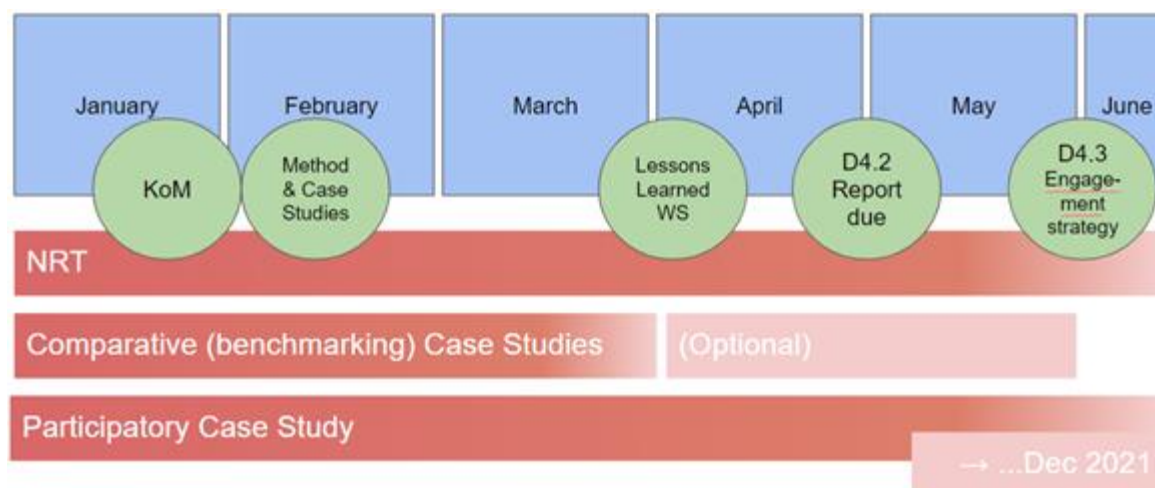 January
February
March
April
May
June
KoM
Method
& Case
Studies
Lessons
Learned
WS
D4.2
Report
due
D4.3
Engage-
ment
strategy
NRT
Comparative (benchmarking) Case Studies
(Optional)
Participatory Case Study
→ ...Dec 2021